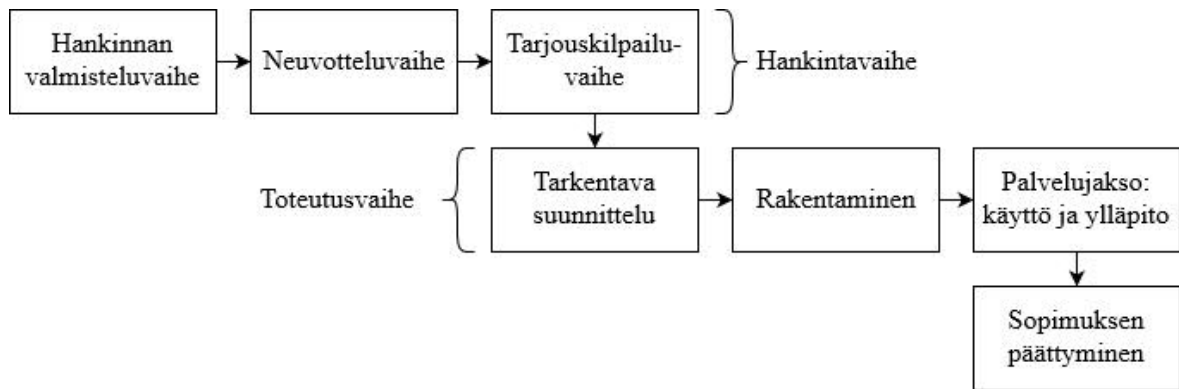 Hankinnan
valmisteluvaihe
Neuvotteluvaihe
Tarjouskilpailu-
vaihe
Hankintavaihe
Toteutusvaihe
Tarkentava
suunnittelu
Rakentaminen
Palvelujakso:
käyttö ja ylläpito
Sopimuksen
päättyminen